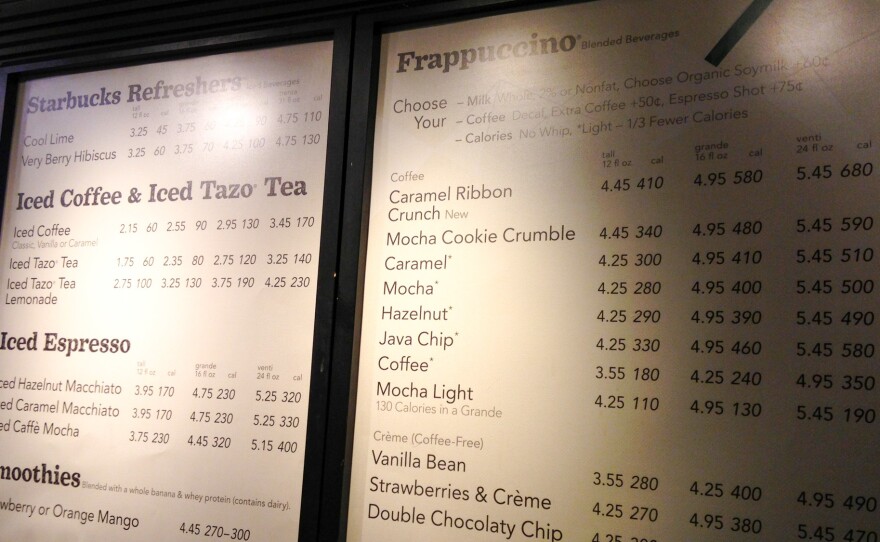 Starbucks Refreshers
beverages
Cool Lime 3.25 45 3.75 90 4.75 110
Very Berry Hibiscus 3.25 60 3.75 70 4.25 100 4.75 130
Iced Coffee & Iced Tazo® Tea
Iced Coffee 2.15 60 2.55 90 2.95 130 3.45 170
Classic, Vanilla or Caramel
Iced Tazo® Tea 1.75 60 2.35 80 2.75 120 3.25 140
Iced Tazo® Tea 2.75 100 3.25 130 3.75 190 4.25 230
Lemonade
Iced Espresso
tall grande venti
12 fl oz cal 16 fl oz cal 24 fl oz cal
ced Hazelnut Macchiato 3.95 170 4.75 230 5.25 320
ed Caramel Macchiato 3.95 170 4.75 230 5.25 330
ed Caffè Mocha 3.75 230 4.45 320 5.15 400
moothies Blended with a whole banana & whey protein (contains dairy).
wberry or Orange Mango 4.45 270–300
Frappuccino® Blended Beverages
Choose – Milk Whole, 2% or Nonfat, Choose Organic Soymilk +60¢
Your – Coffee Decaf, Extra Coffee +50¢, Espresso Shot +75¢
– Calories No Whip, *Light – 1/3 Fewer Calories
tall grande venti
12 fl oz cal 16 fl oz cal 24 fl oz cal
Coffee
Caramel Ribbon 4.45 410 4.95 580 5.45 680
Crunch New
Mocha Cookie Crumble 4.45 340 4.95 480 5.45 590
Caramel* 4.25 300 4.95 410 5.45 510
Mocha* 4.25 280 4.95 400 5.45 500
Hazelnut* 4.25 290 4.95 390 5.45 490
Java Chip* 4.25 330 4.95 460 5.45 580
Coffee* 3.55 180 4.25 240 4.95 350
Mocha Light 4.25 110 4.95 130 5.45 190
130 Calories in a Grande
Crème (Coffee-Free)
Vanilla Bean 3.55 280 4.25 400 4.95 490
Strawberries & Crème 4.25 270 4.95 380 5.45 470
Double Chocolaty Chip 4.25